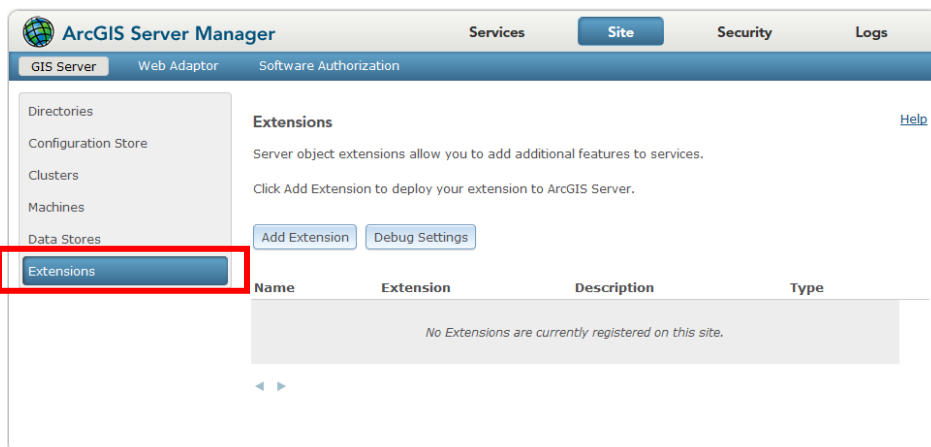 ArcGIS Server Manager Services Site Security Logs
GIS Server Web Adaptor Software Authorization
Directories
Configuration Store
Clusters
Machines
Data Stores
Extensions
Extensions Help
Server object extensions allow you to add additional features to services.
Click Add Extension to deploy your extension to ArcGIS Server.
Add Extension Debug Settings
Name Extension Description Type
No Extensions are currently registered on this site.